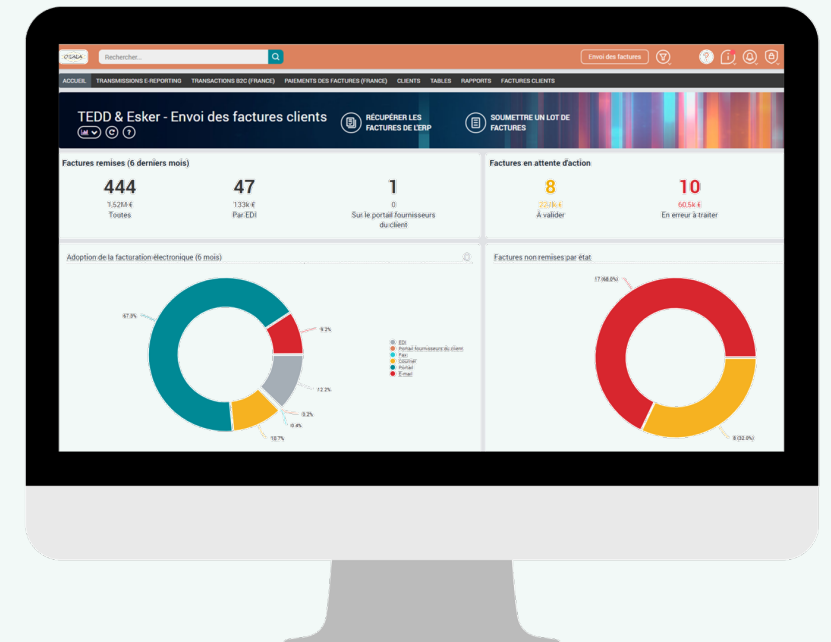 CALA
Rechercher...
Envoi des factures
ACCUEIL TRANSMISSIONS E-REPORTING TRANSACTIONS B2C (FRANCE) PAIEMENTS DES FACTURES (FRANCE) CLIENTS TABLES RAPPORTS FACTURES CLIENTS
TEDD & Esker - Envoi des factures clients
RÉCUPÉRER LES
FACTURES DE L'ERP
SOUMETTRE UN LOT DE
FACTURES
Factures remises (6 derniers mois)
444
1,52M €
Toutes
47
133k €
Par EDI
1
0
Sur le portail fournisseurs
du client
Factures en attente d'action
8
À valider
10
60,5k €
En erreur à traiter
Adoption de la facturation électronique (6 mois)
67.3%
9.2%
12.2%
10.7%
EDI
Portail fournisseurs du client
Fax
Courrier
Portail
E-mail
Factures non remises par état
17 (68.0%)
8 (32.0%)